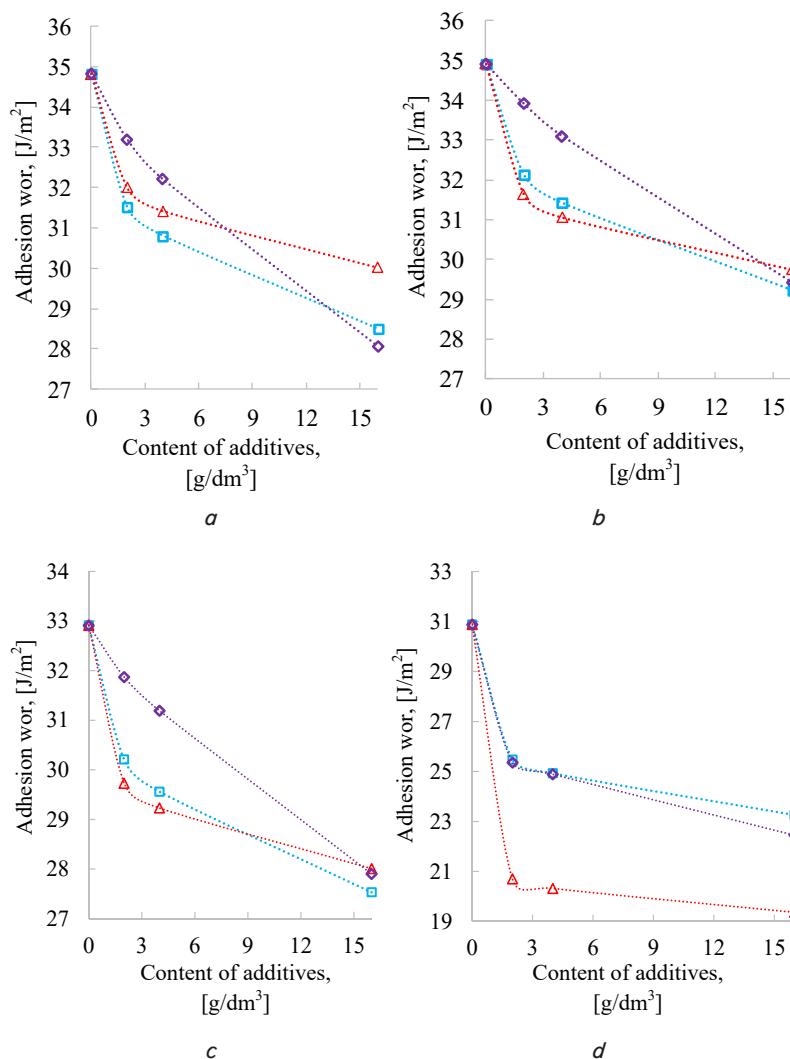 36
35
34
33
32
31
30
29
28
27
Adhesion wor, [J/m²]
0 3 6 9 12 15
Content of additives,
[g/dm³]
a
36
35
34
33
32
31
30
29
28
27
Adhesion wor, [J/m²]
0 3 6 9 12 15
Content of additives,
[g/dm³]
b
34
33
32
31
30
29
28
27
Adhesion wor, [J/m²]
0 3 6 9 12 15
Content of additives,
[g/dm³]
c
33
31
29
27
25
23
21
19
Adhesion wor, [J/m²]
0 3 6 9 12 15
Content of additives,
[g/dm³]
d